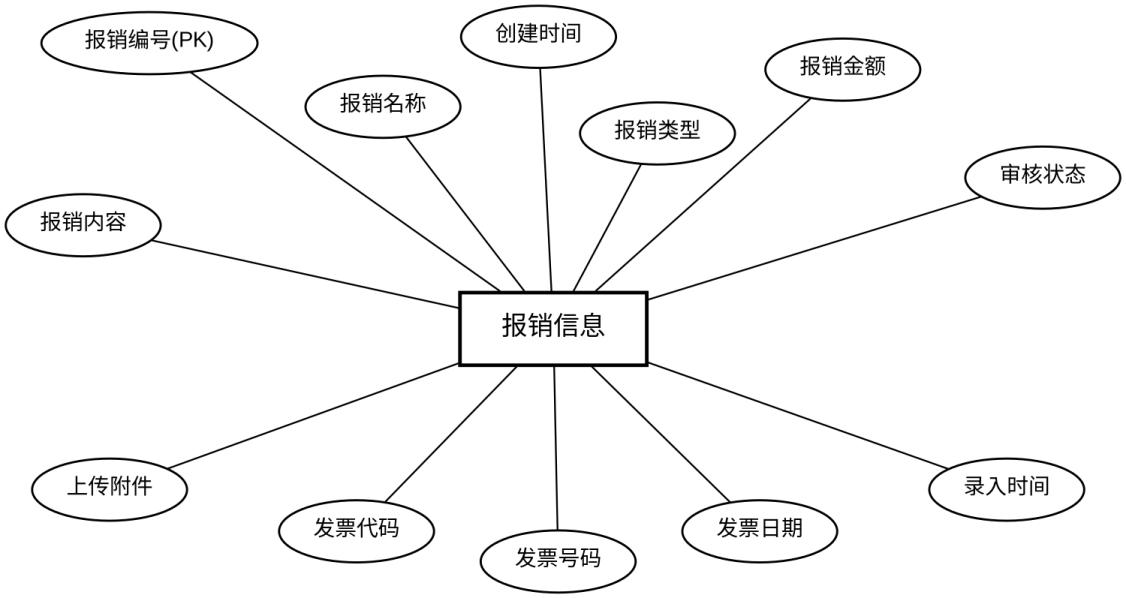 创建时间
报销编号(PK)
报销金额
报销名称
报销类型
审核状态
报销内容
报销信息
上传附件
录入时间
发票代码
发票日期
发票号码